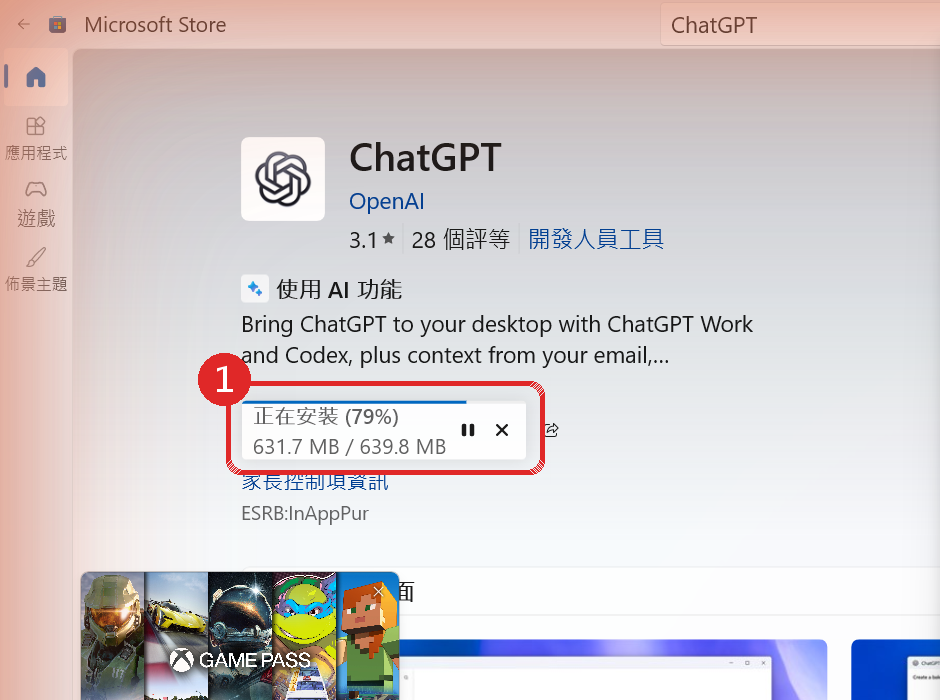 Microsoft Store
ChatGPT
應用程式
遊戲
佈景主題
ChatGPT
OpenAI
3.1★ 28 個評等 開發人員工具
使用 AI 功能
Bring ChatGPT to your desktop with ChatGPT Work
and Codex, plus context from your email,...
1
正在安裝 (79%)
631.7 MB / 639.8 MB
家長控制項資訊
ESRB:InAppPur
面
GAME PASS
ChatGPT